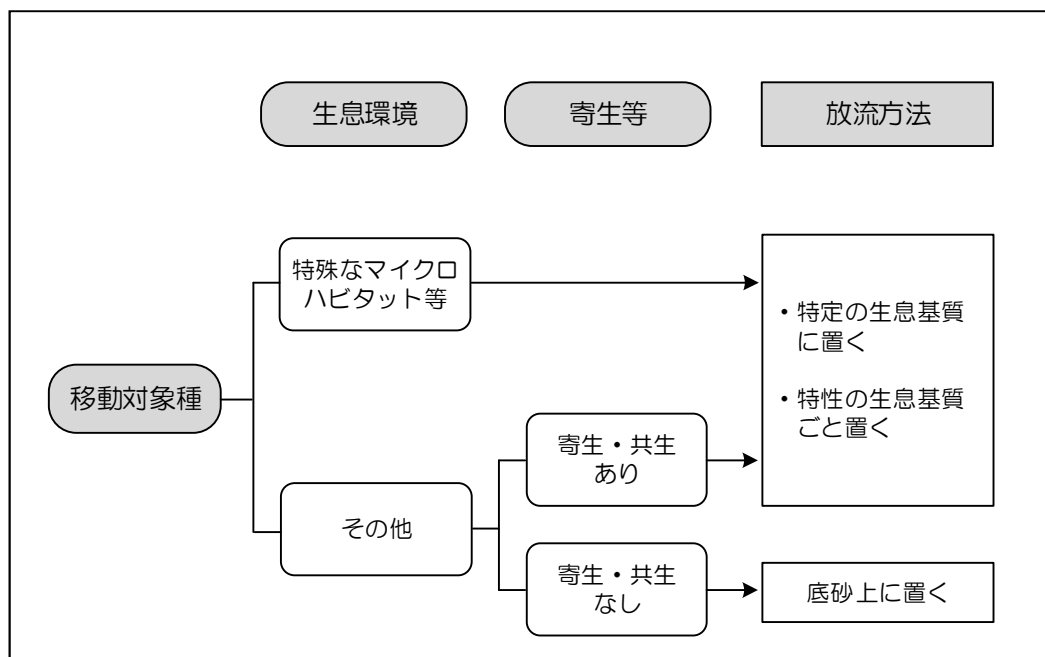 生息環境
寄生等
放流方法
特殊なマイクロ
ハビタット等
・特定の生息基質
に置く
・特性の生息基質
ごと置く
移動対象種
寄生・共生
あり
その他
寄生・共生
なし
底砂上に置く